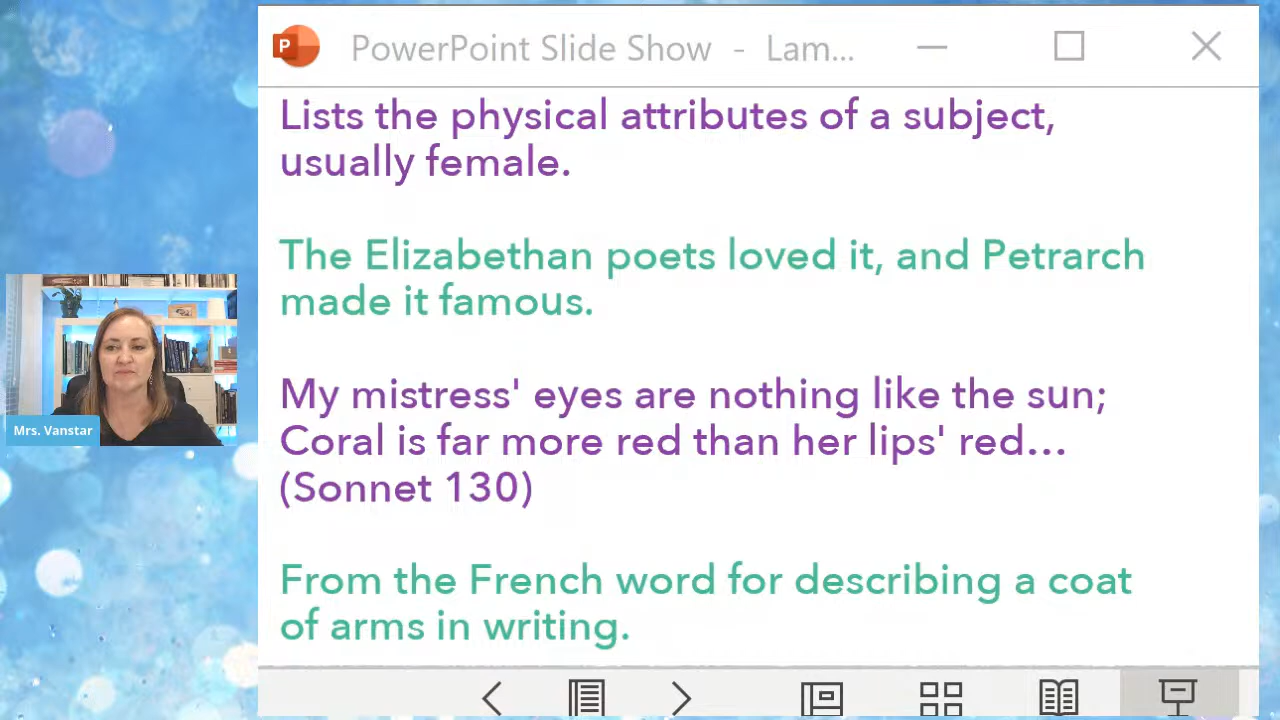 PowerPoint Slide Show - Lam...
Lists the physical attributes of a subject,
usually female.
The Elizabethan poets loved it, and Petrarch
made it famous.
My mistress' eyes are nothing like the sun;
Coral is far more red than her lips' red...
(Sonnet 130)
From the French word for describing a coat
of arms in writing.
Mrs. Vanstar